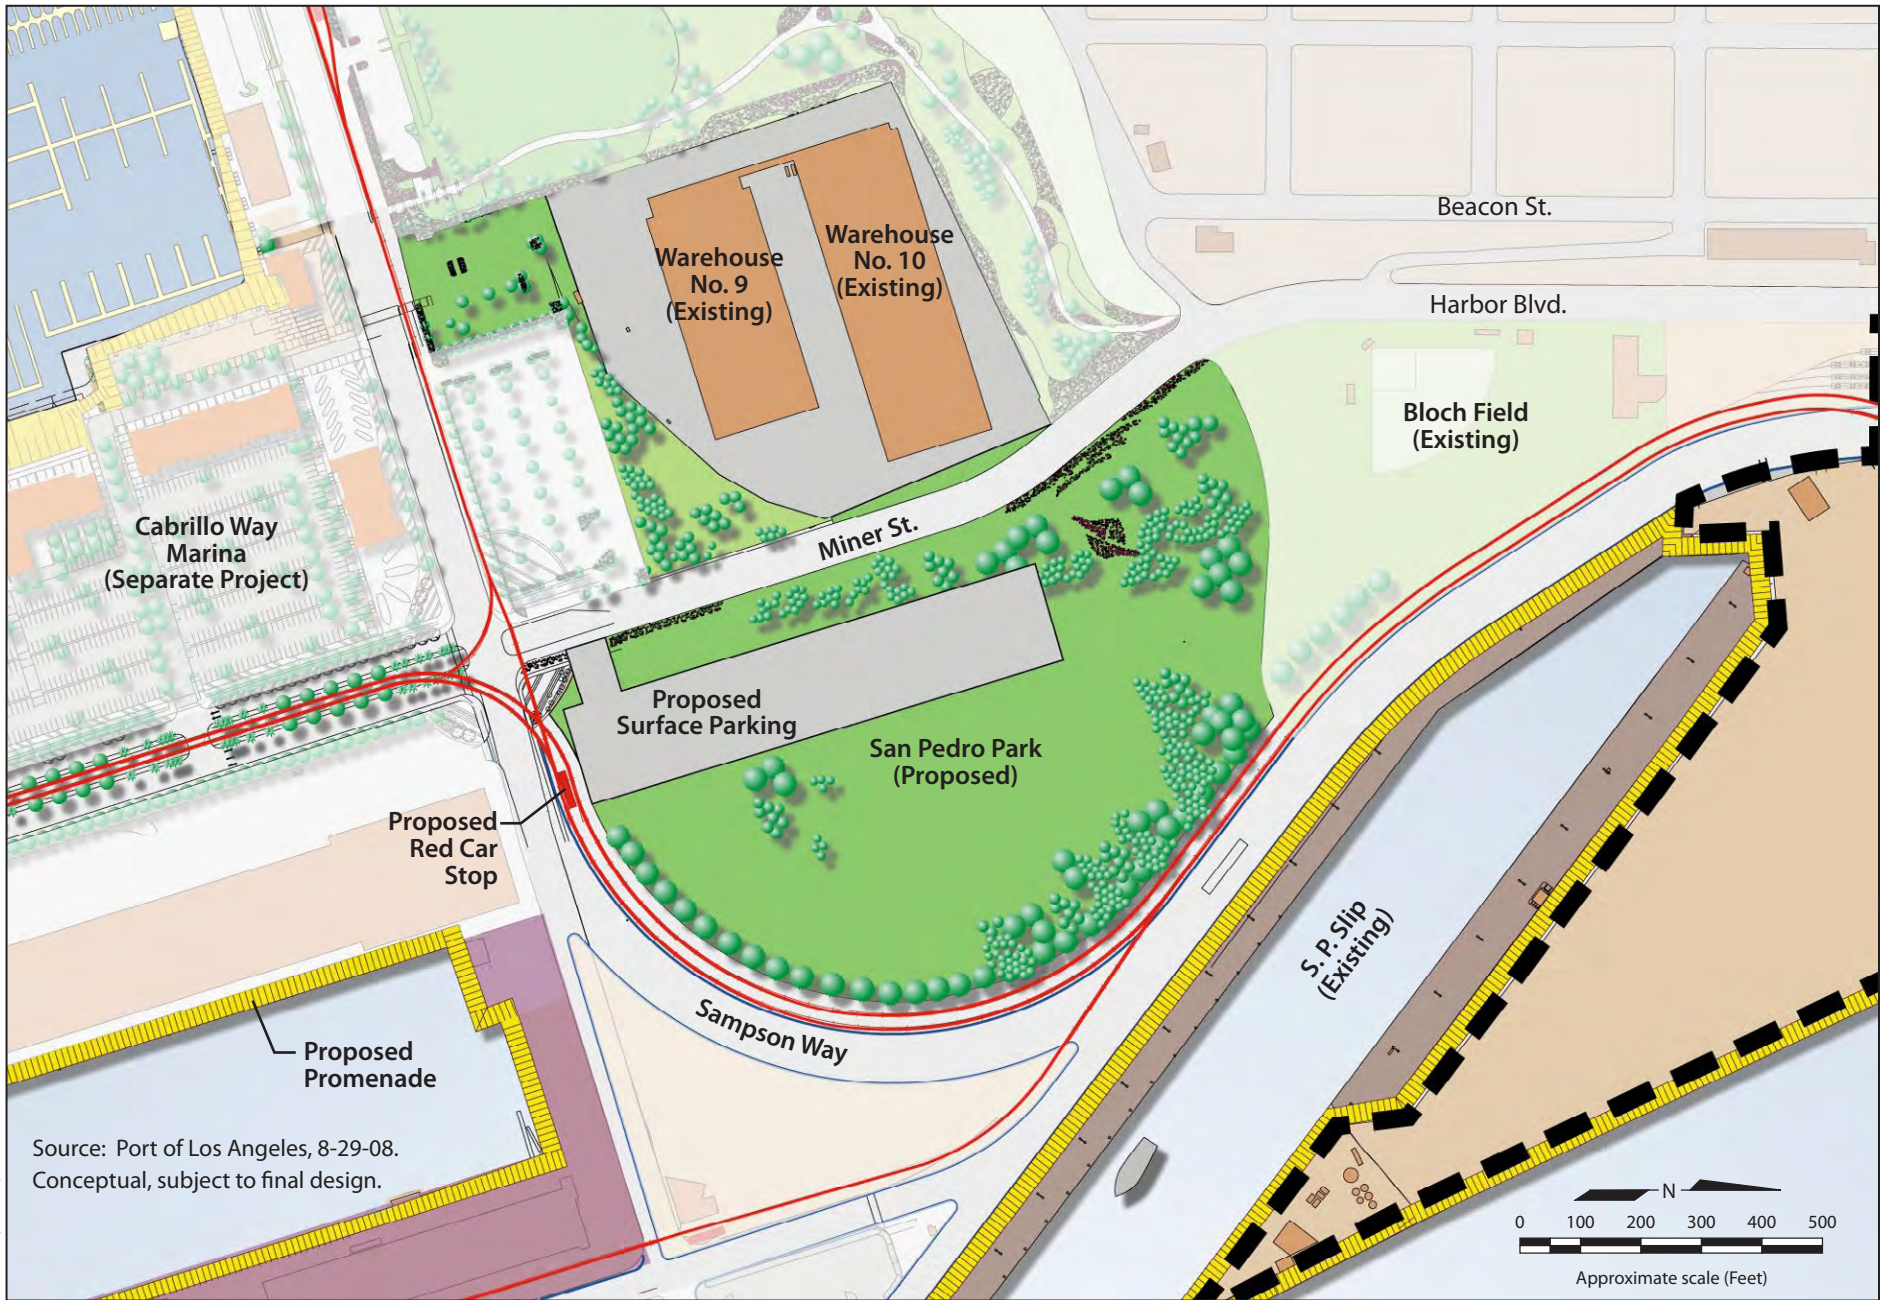 Beacon St.
Warehouse
No. 10
(Existing)
Warehouse
No. 9
(Existing)
Harbor Blvd.
Bloch Field
(Existing)
Cabrillo Way
Marina
(Separate Project)
Miner St.
Proposed
Surface Parking
San Pedro Park
(Proposed)
Proposed
Red Car
Stop
S. P. Slip
(Existing)
Sampson Way
Proposed
Promenade
Source: Port of Los Angeles, 8-29-08.
Conceptual, subject to final design.
N
0 100 200 300 400 500
Approximate scale (Feet)